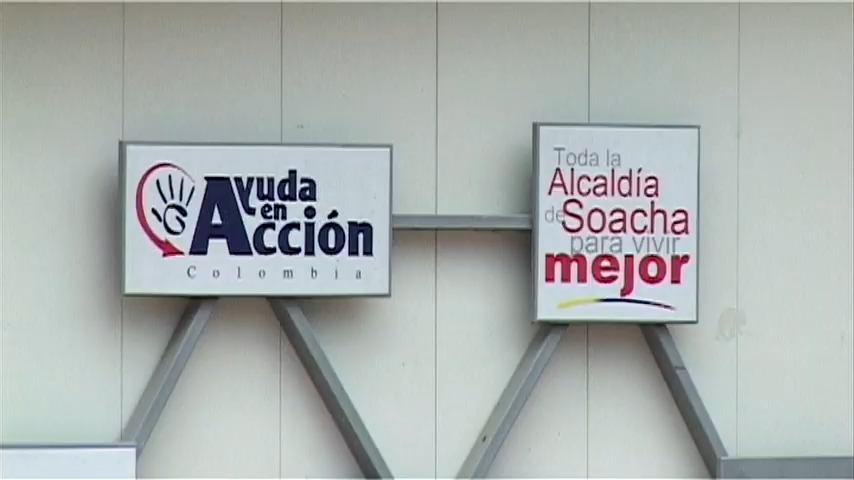 Ayuda
en
Acción
Colombia
Toda la
Alcaldía
de Soacha
para vivir
mejor